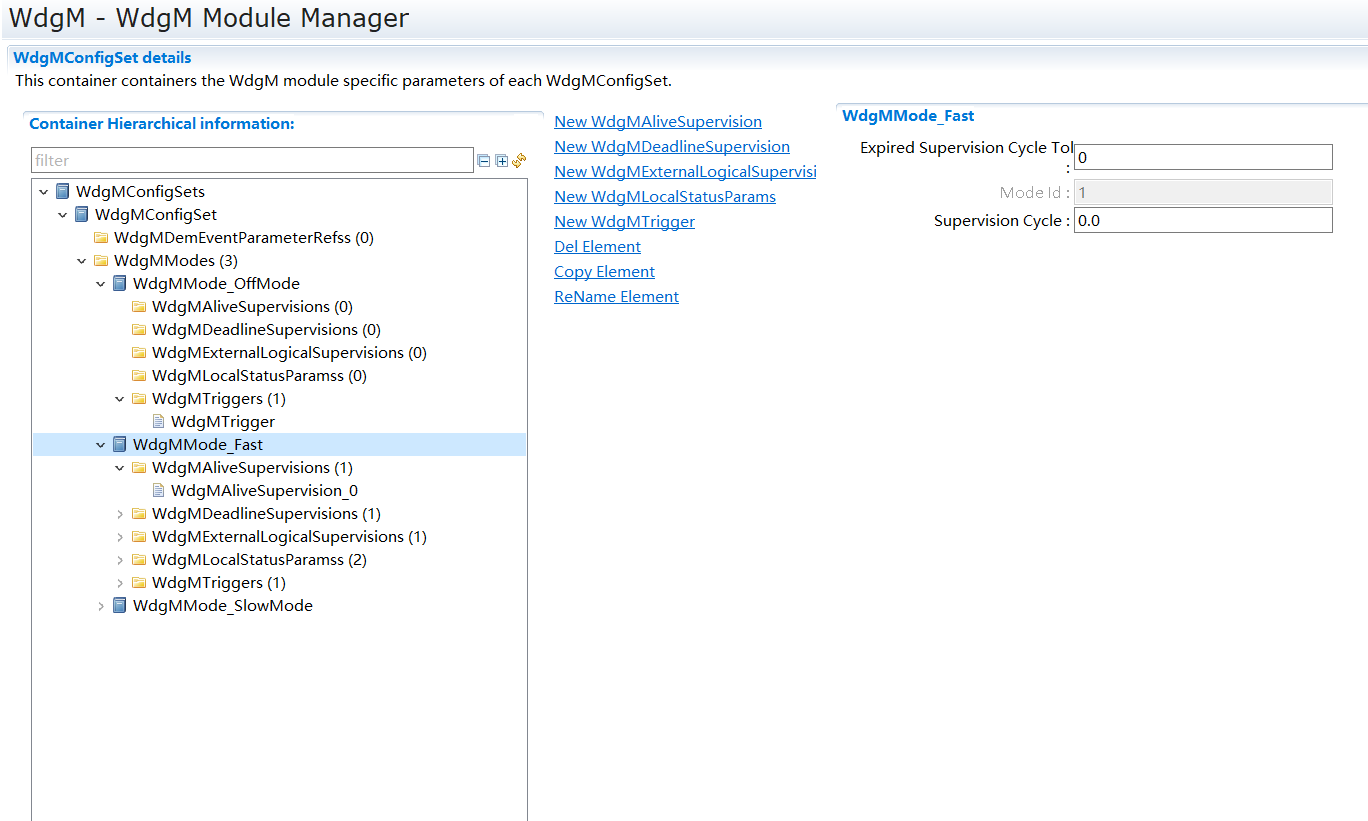 WdgM - WdgM Module Manager
WdgMConfigSet details
This container containers the WdgM module specific parameters of each WdgMConfigSet.
Container Hierarchical information:
filter
WdgMConfigSets
WdgMConfigSet
WdgMDemEventParameterRefss (0)
WdgMModes (3)
WdgMMode_OffMode
WdgMAliveSupervisions (0)
WdgMDeadlineSupervisions (0)
WdgMExternalLogicalSupervisions (0)
WdgMLocalStatusParamss (0)
WdgMTriggers (1)
WdgMTrigger
WdgMMode_Fast
WdgMAliveSupervisions (1)
WdgMAliveSupervision_0
WdgMDeadlineSupervisions (1)
WdgMExternalLogicalSupervisions (1)
WdgMLocalStatusParamss (2)
WdgMTriggers (1)
WdgMMode_SlowMode
New WdgMAliveSupervision
New WdgMDeadlineSupervision
New WdgMExternalLogicalSupervisi
New WdgMLocalStatusParams
New WdgMTrigger
Del Element
Copy Element
ReName Element
WdgMMode_Fast
Expired Supervision Cycle Tol
: 0
Mode Id : 1
Supervision Cycle : 0.0